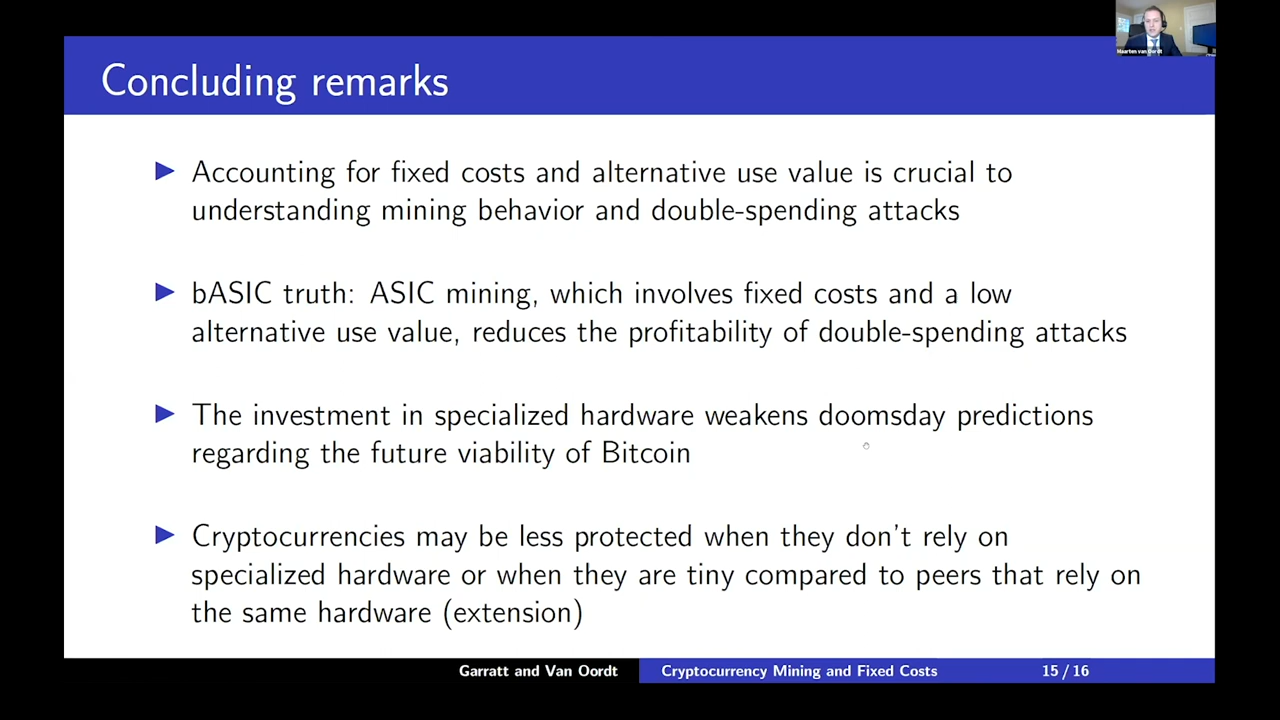 Maarten van Oordt
Concluding remarks
Accounting for fixed costs and alternative use value is crucial to
understanding mining behavior and double-spending attacks
bASIC truth: ASIC mining, which involves fixed costs and a low
alternative use value, reduces the profitability of double-spending attacks
The investment in specialized hardware weakens doomsday predictions
regarding the future viability of Bitcoin
Cryptocurrencies may be less protected when they don't rely on
specialized hardware or when they are tiny compared to peers that rely on
the same hardware (extension)
Garratt and Van Oordt
Cryptocurrency Mining and Fixed Costs
15 / 16